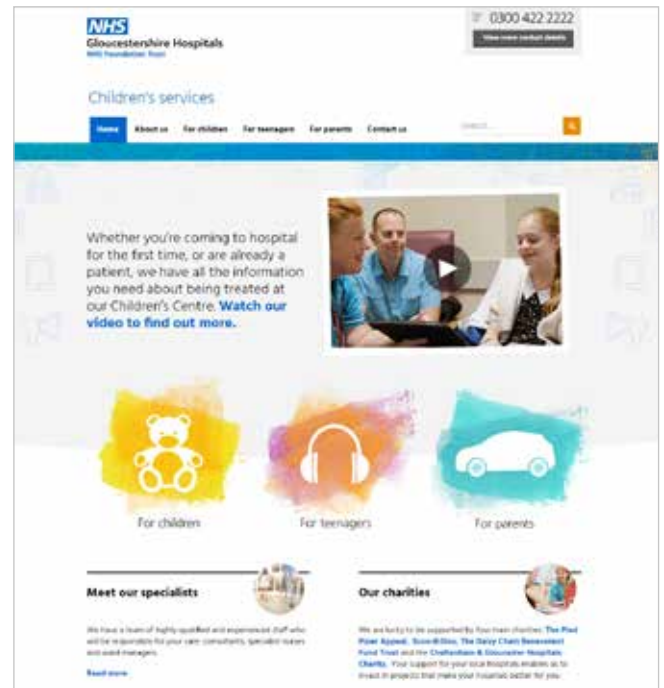 NHS
Gloucestershire Hospitals
NHS Foundation Trust
0300 422 2222
View more contact details
Children's services
Home About us For children For teenagers For parents Contact us
Whether you're coming to hospital
for the first time, or are already a
patient, we have all the information
you need about being treated at
our Children's Centre. Watch our
video to find out more.
For children
For teenagers
For parents
Meet our specialists
We have a team of highly qualified and experienced staff who
will be responsible for your care: consultants, specialist nurses
and ward managers.
Read more
Our charities
We are lucky to be supported by four main charities: The Pied
Piper Appeal, Scoo-B-Doo, The Daisy Chain Benevolent
Fund Trust and the Cheltenham & Gloucester Hospitals
Charity. Your support for your local hospitals enables us to
invest in projects that make your hospitals better for you.